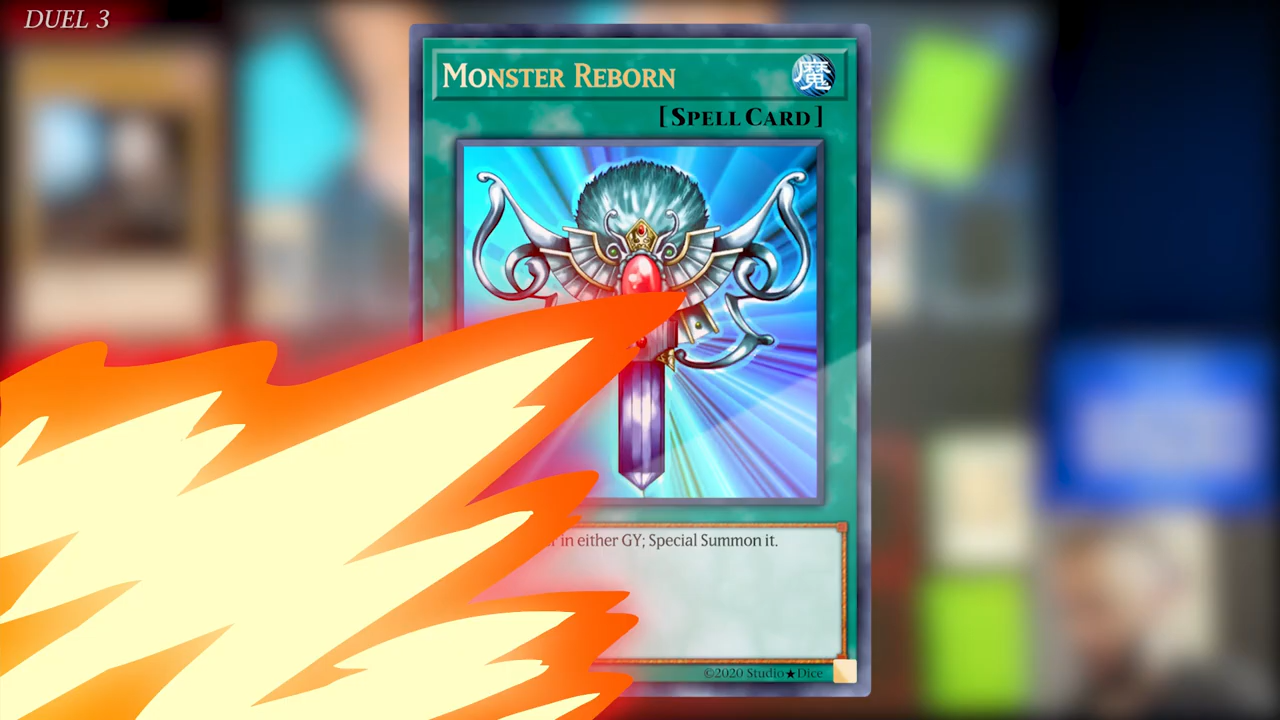 DUEL 3
MONSTER REBORN
魔
[ SPELL CARD ]
in either GY; Special Summon it.
©2020 Studio★Dice